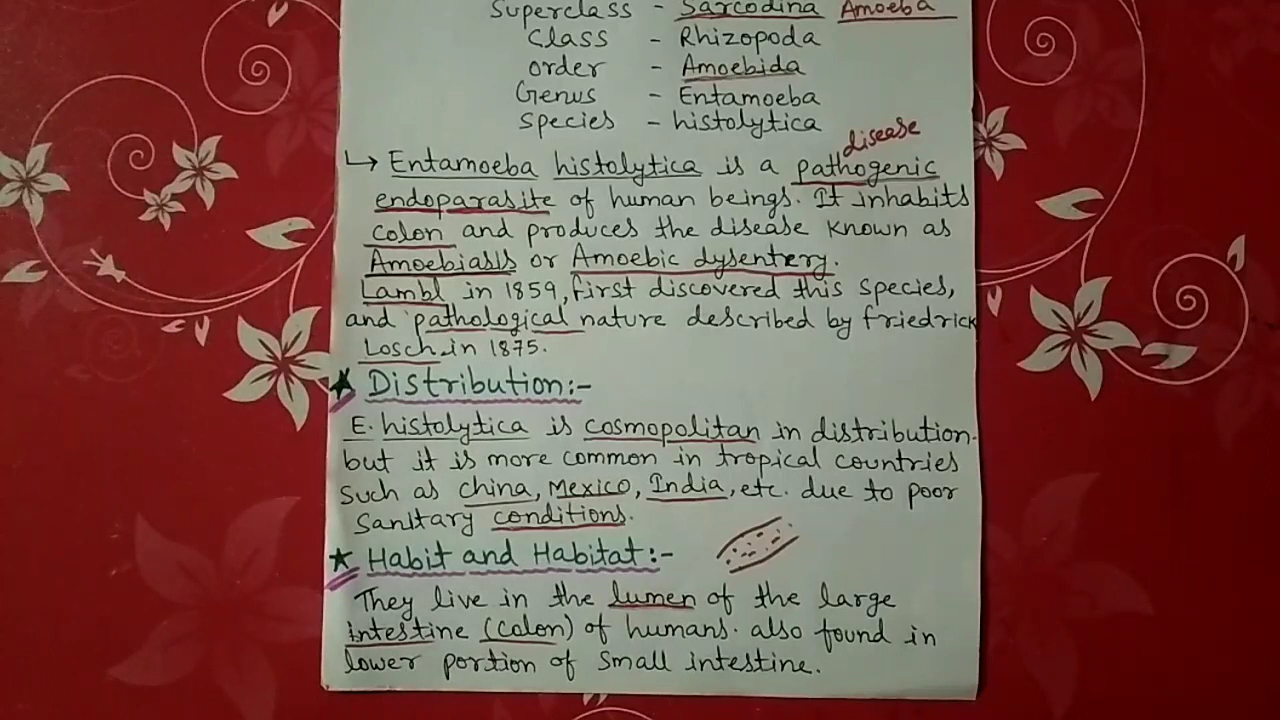 Superclass - Sarcodina Amoeba
Class - Rhizopoda
order - Amoebida
Genus - Entamoeba
Species - histolytica
disease
↳ Entamoeba histolytica is a pathogenic
endoparasite of human beings. It inhabits
colon and produces the disease known as
Amoebiasis or Amoebic dysentery.
Lambl in 1859, first discovered this species,
and pathological nature described by friedrick
Losch in 1875.
★ Distribution:-
E. histolytica is cosmopolitan in distribution.
but it is more common in tropical countries
such as china, Mexico, India, etc. due to poor
sanitary conditions.
★ Habit and Habitat:-
They live in the lumen of the large
intestine (colon) of humans. also found in
lower portion of small intestine.